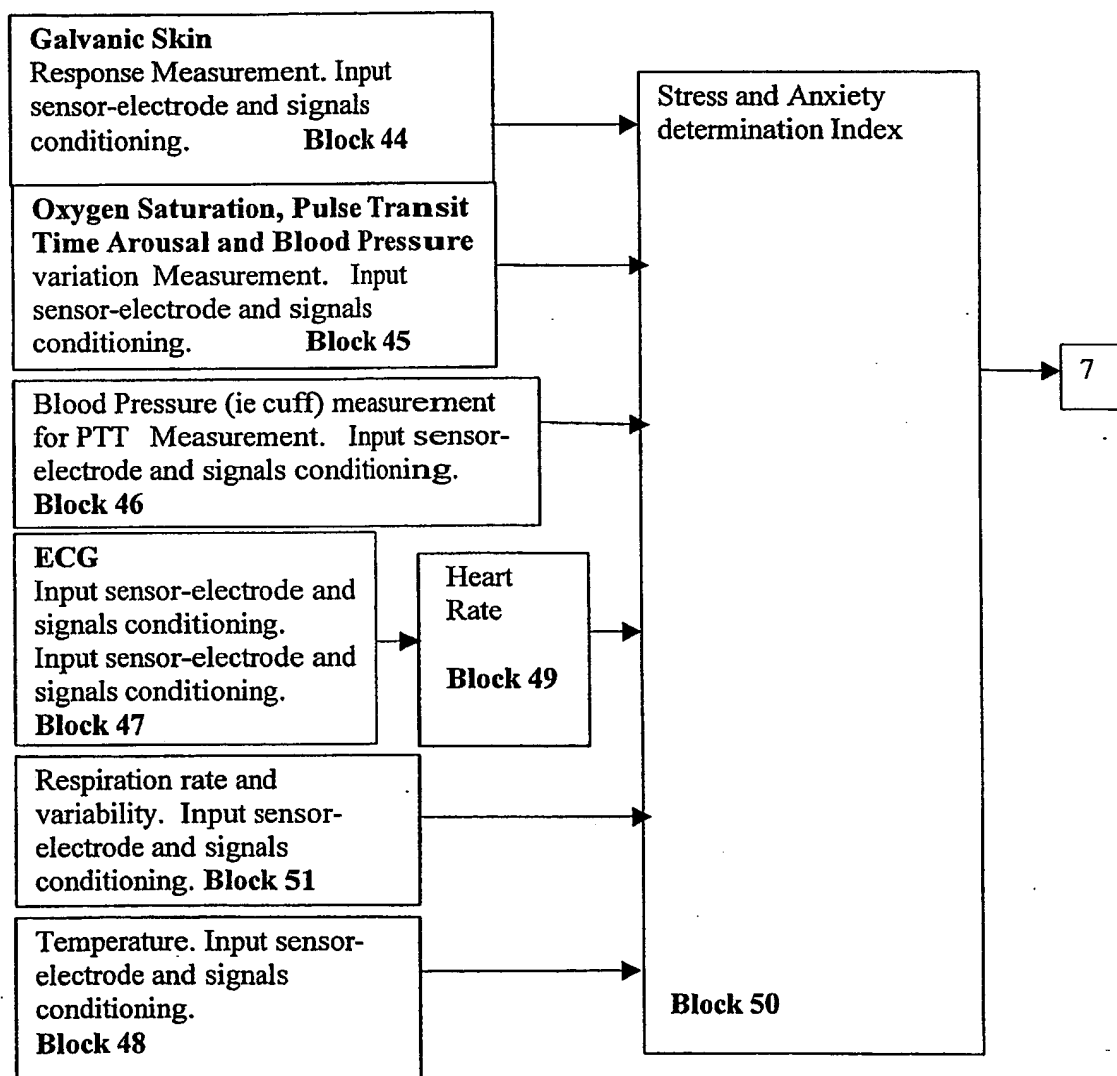 Galvanic Skin
Response Measurement. Input
sensor-electrode and signals
conditioning. Block 44
Oxygen Saturation, Pulse Transit
Time Arousal and Blood Pressure
variation Measurement. Input
sensor-electrode and signals
conditioning. Block 45
Blood Pressure (ie cuff) measurement
for PTT Measurement. Input sensor-
electrode and signals conditioning.
Block 46
ECG
Input sensor-electrode and
signals conditioning.
Input sensor-electrode and
signals conditioning.
Block 47
Heart
Rate
Block 49
Respiration rate and
variability. Input sensor-
electrode and signals
conditioning. Block 51
Temperature. Input sensor-
electrode and signals
conditioning.
Block 48
Stress and Anxiety
determination Index
Block 50
7